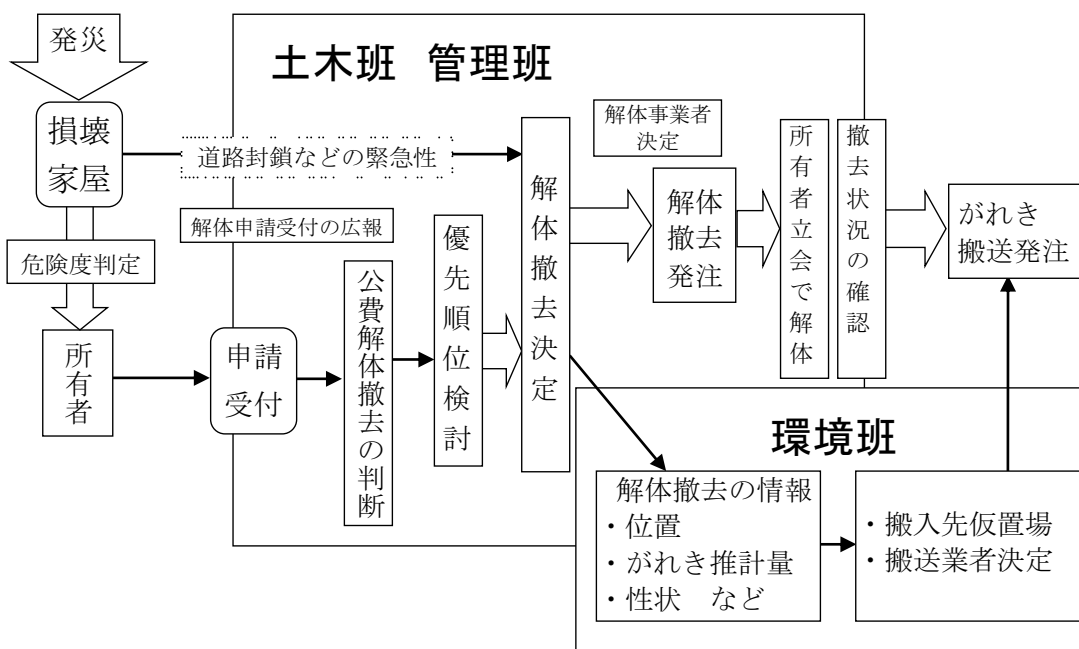 発災
土木班 管理班
損壊
家屋
道路封鎖などの緊急性
解体申請受付の広報
危険度判定
所有者
申請
受付
公費解体撤去の判断
優先順位検討
解体撤去決定
解体事業者
決定
解体
撤去
発注
所有者立会で解体
撤去状況の確認
がれき
搬送発注
環境班
解体撤去の情報
・位置
・がれき推計量
・性状 など
・搬入先仮置場
・搬送業者決定